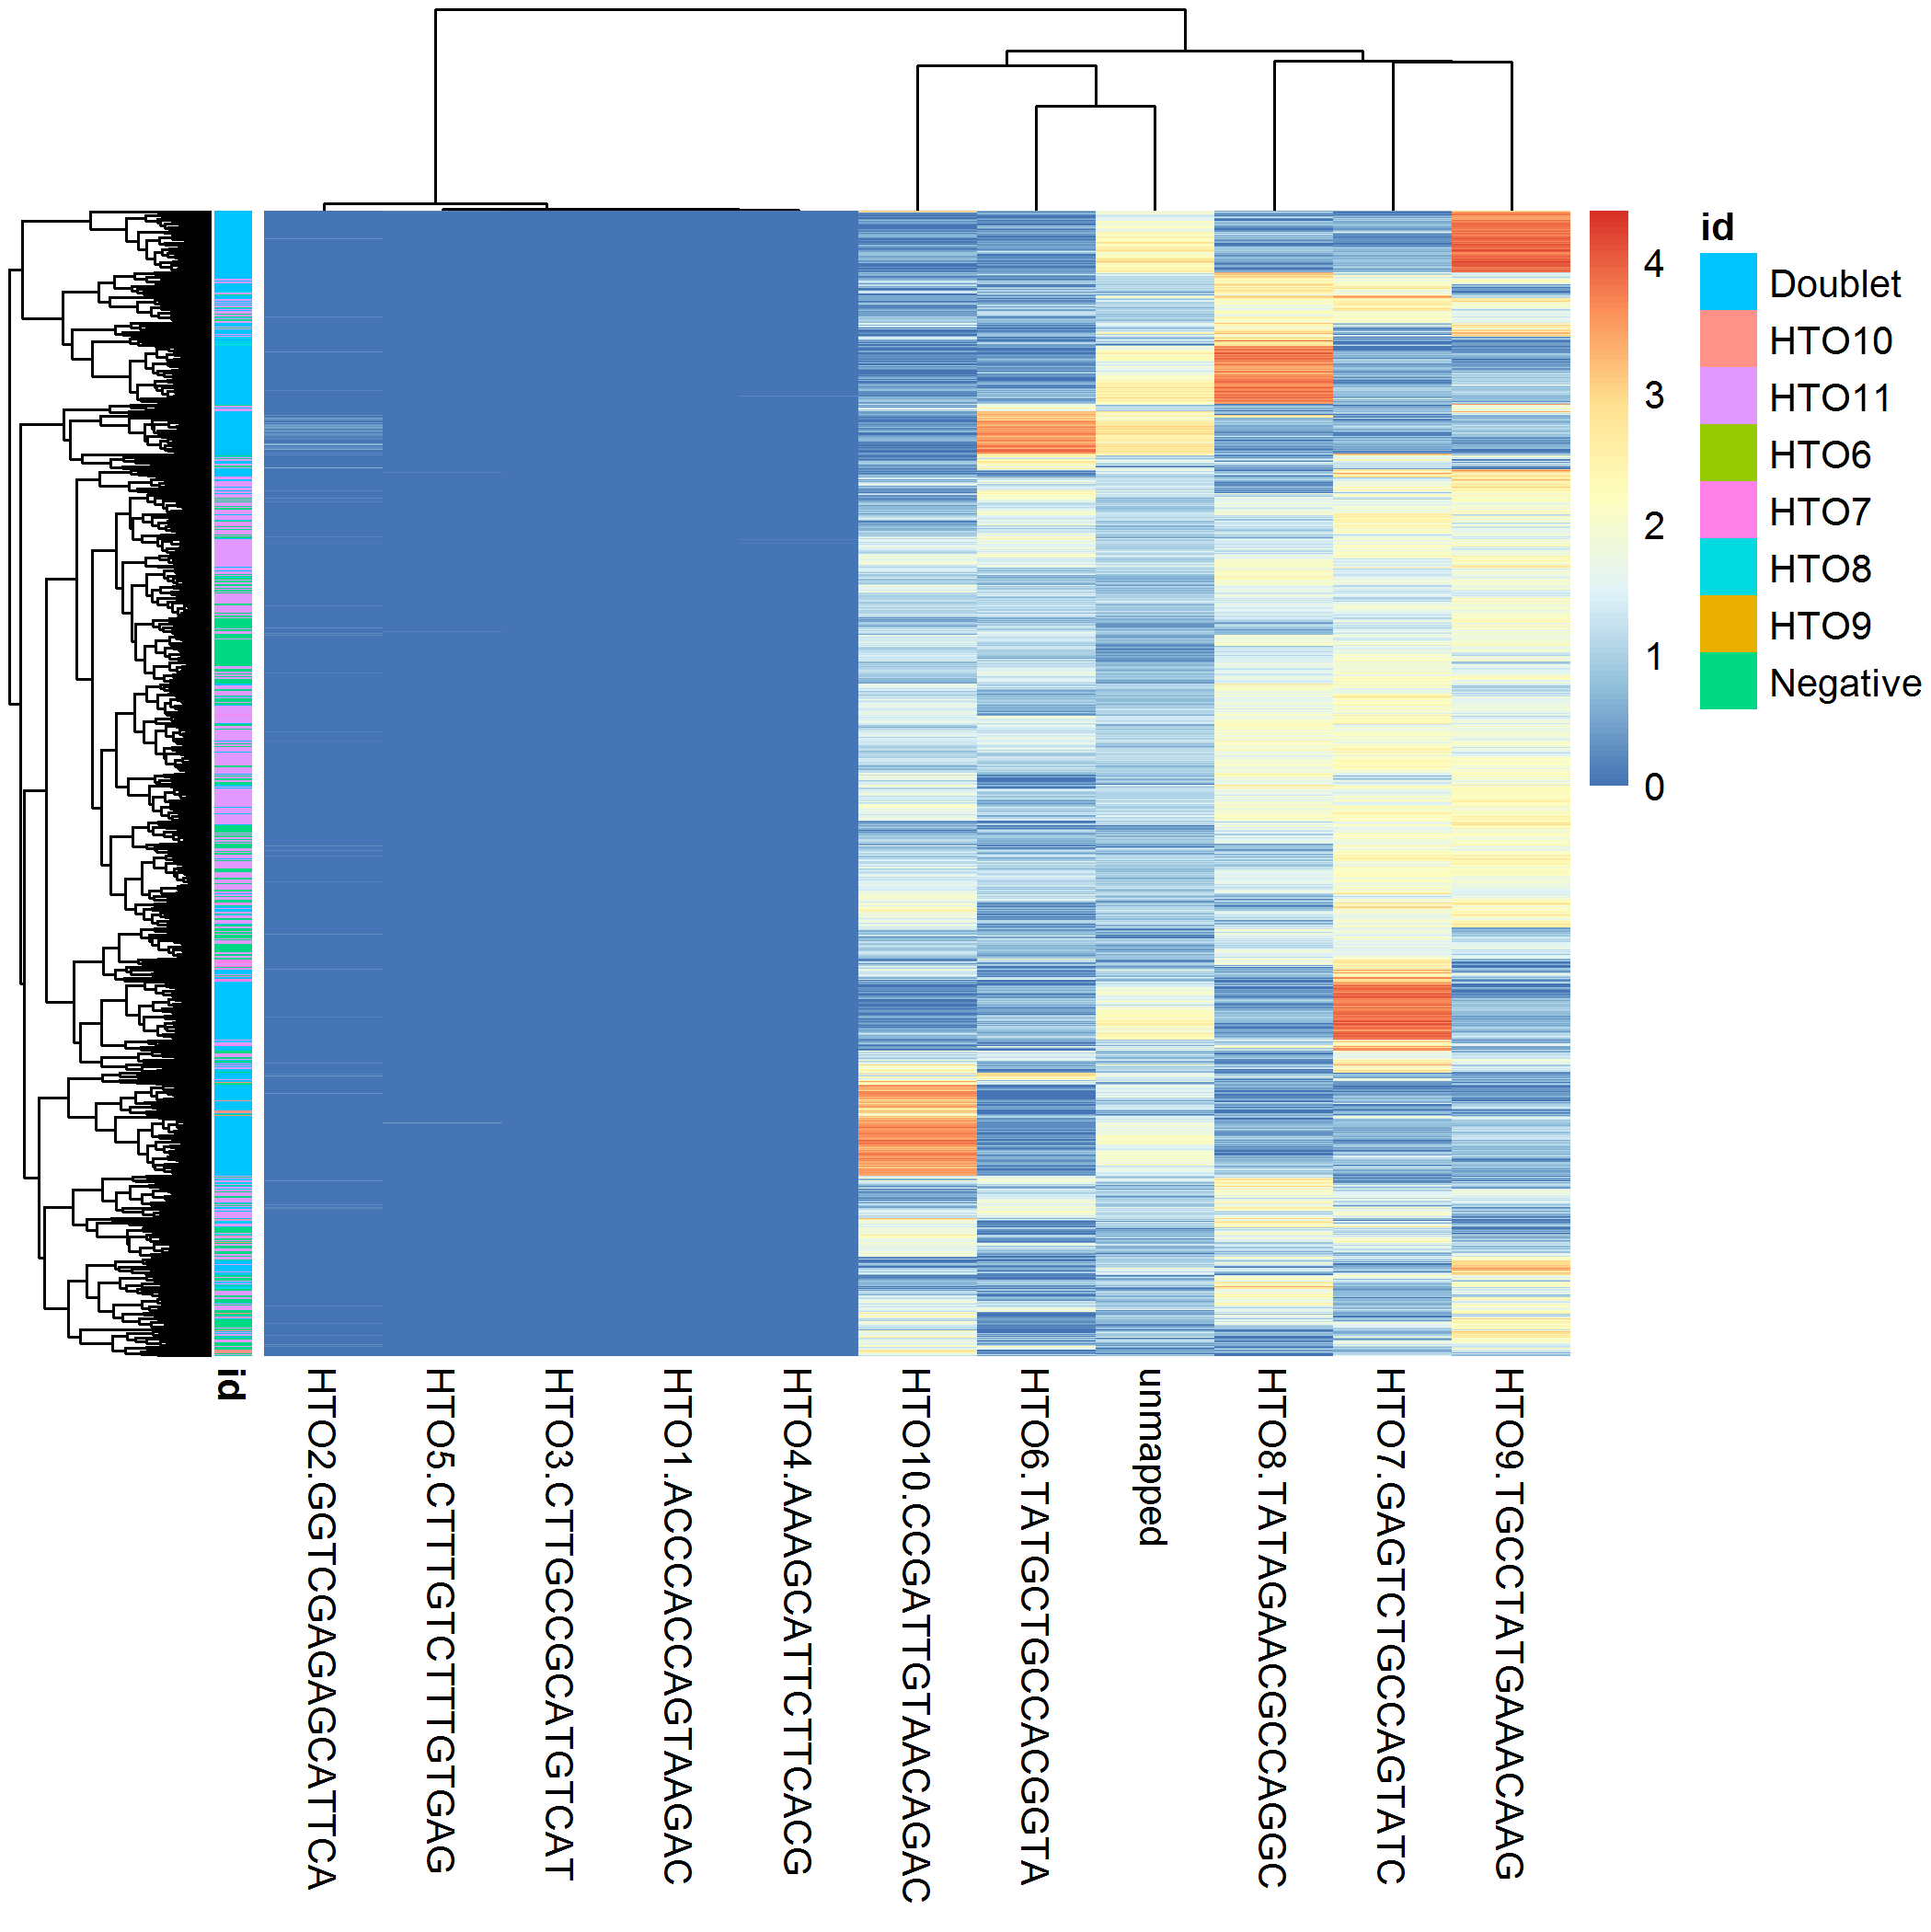 id
Doublet
HTO10
HTO11
HTO6
HTO7
HTO8
HTO9
Negative
4
3
2
1
0
id
HTO2.GGTCGAGAGCATTCA
HTO5.CTTTGTCTTTGTGAG
HTO3.CTTGCCGCATGTCAT
HTO1.ACCCACCAGTAAGAC
HTO4.AAAGCATTCTTCACG
HTO10.CCGATTGTAACAGAC
HTO6.TATGCTGCCACGGTA
unmapped
HTO8.TATAGAACGCCAGGC
HTO7.GAGTCTGCCAGTATC
HTO9.TGCCTATGAAACAAG